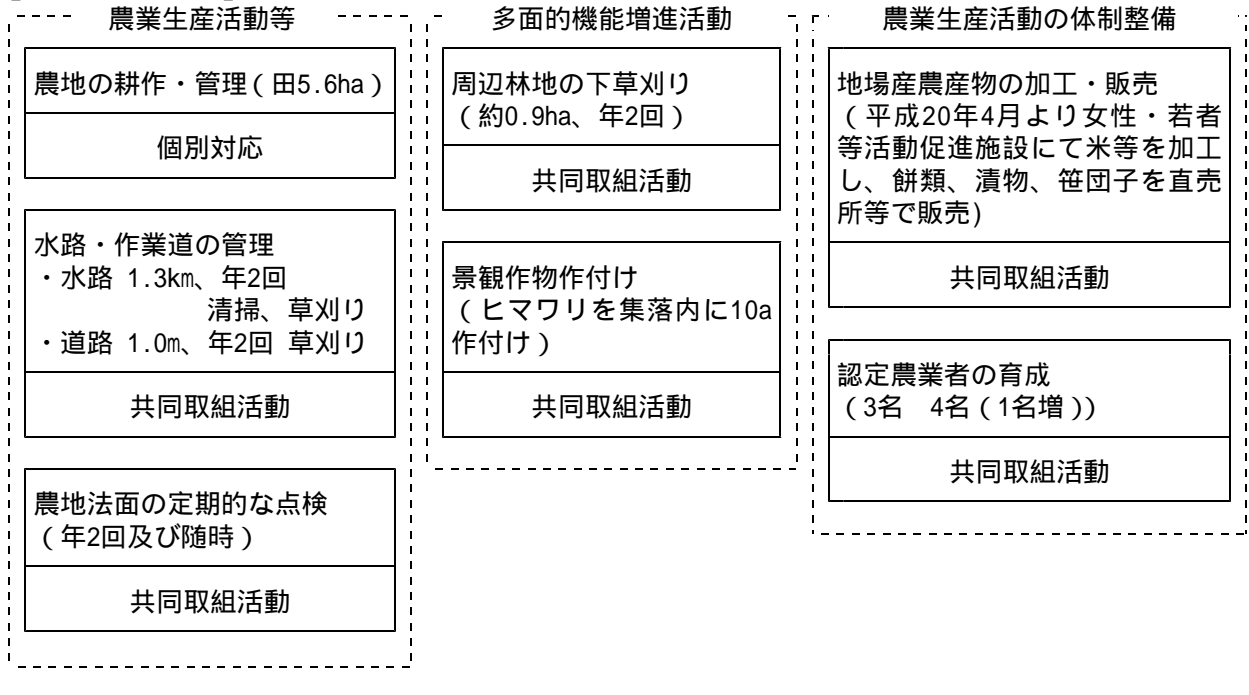 農業生産活動等
農地の耕作・管理(田5.6ha)
個別対応
水路・作業道の管理
・水路 1.3km、年2回
清掃、草刈り
・道路 1.0m、年2回 草刈り
共同取組活動
農地法面の定期的な点検
(年2回及び随時)
共同取組活動
多面的機能増進活動
周辺林地の下草刈り
(約0.9ha、年2回)
共同取組活動
景観作物作付け
(ヒマワリを集落内に10a
作付け)
共同取組活動
農業生産活動の体制整備
地場産農産物の加工・販売
(平成20年4月より女性・若者
等活動促進施設にて米等を加工
し、餅類、漬物、笹団子を直売
所等で販売)
共同取組活動
認定農業者の育成
(3名 4名(1名増))
共同取組活動